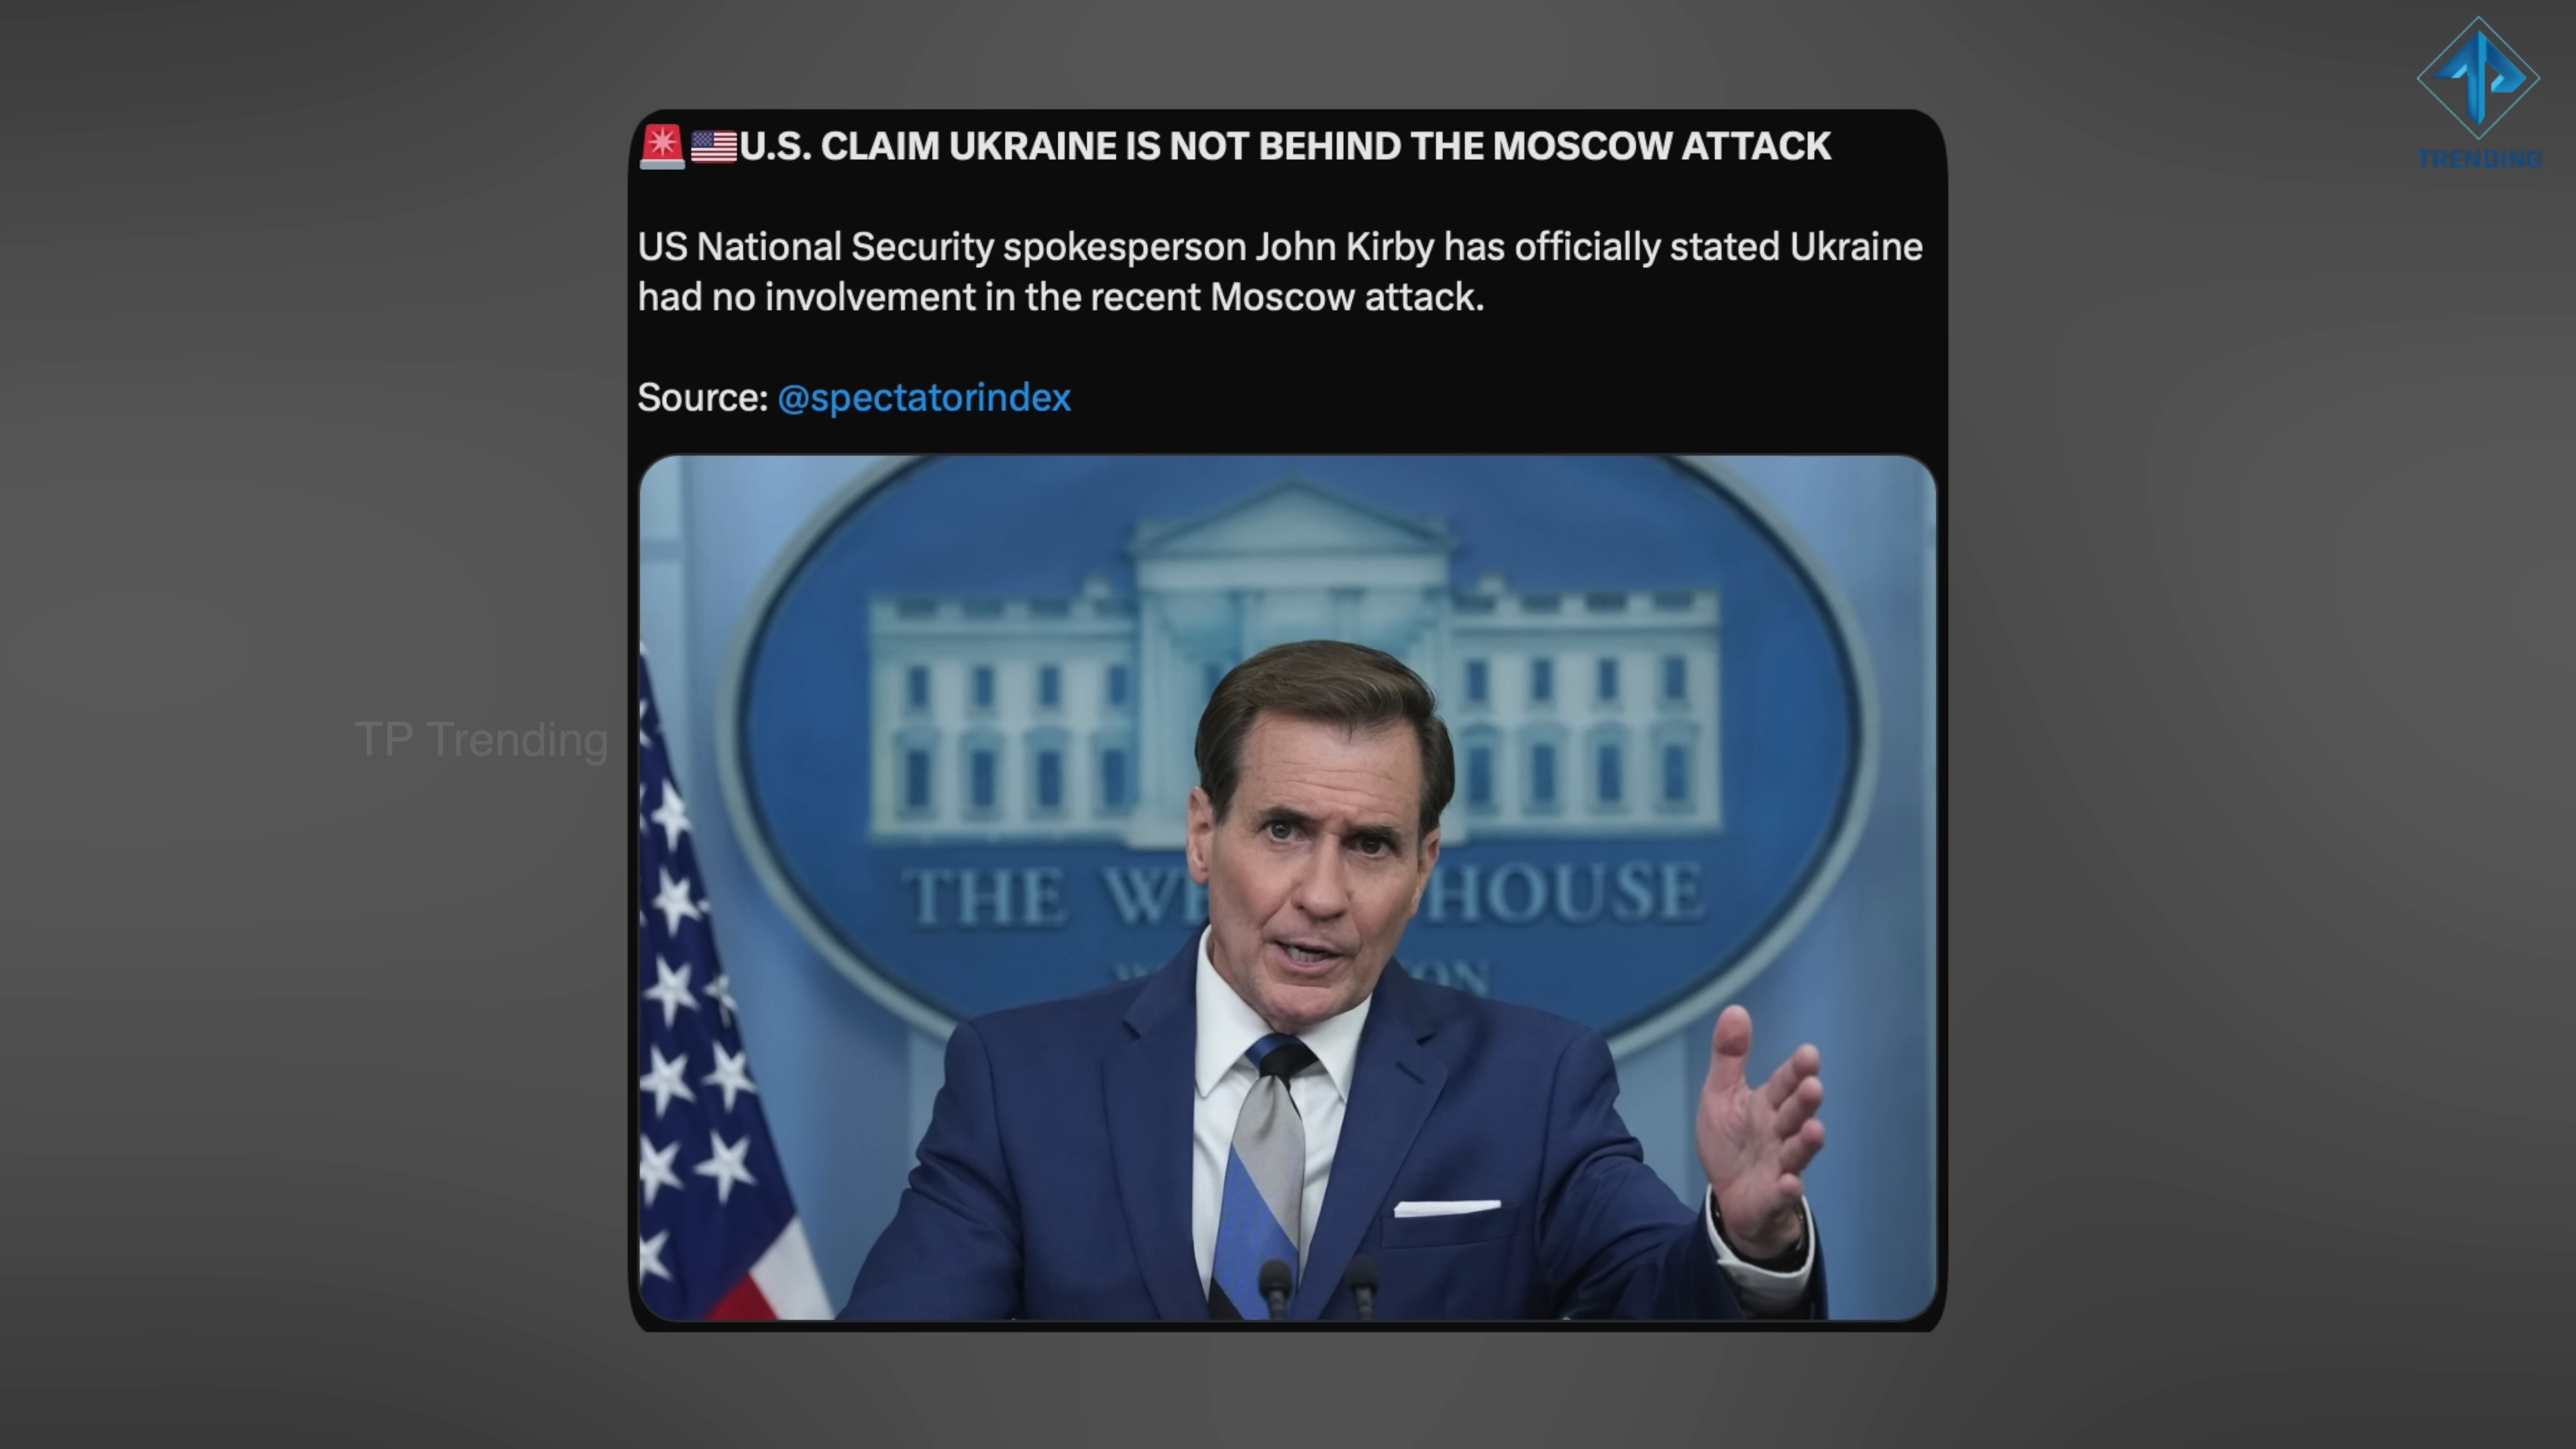 🚨🇺🇸U.S. CLAIM UKRAINE IS NOT BEHIND THE MOSCOW ATTACK
US National Security spokesperson John Kirby has officially stated Ukraine
had no involvement in the recent Moscow attack.
Source: @spectatorindex
TP Trending
TRENDING
THE W HOUSE
ON